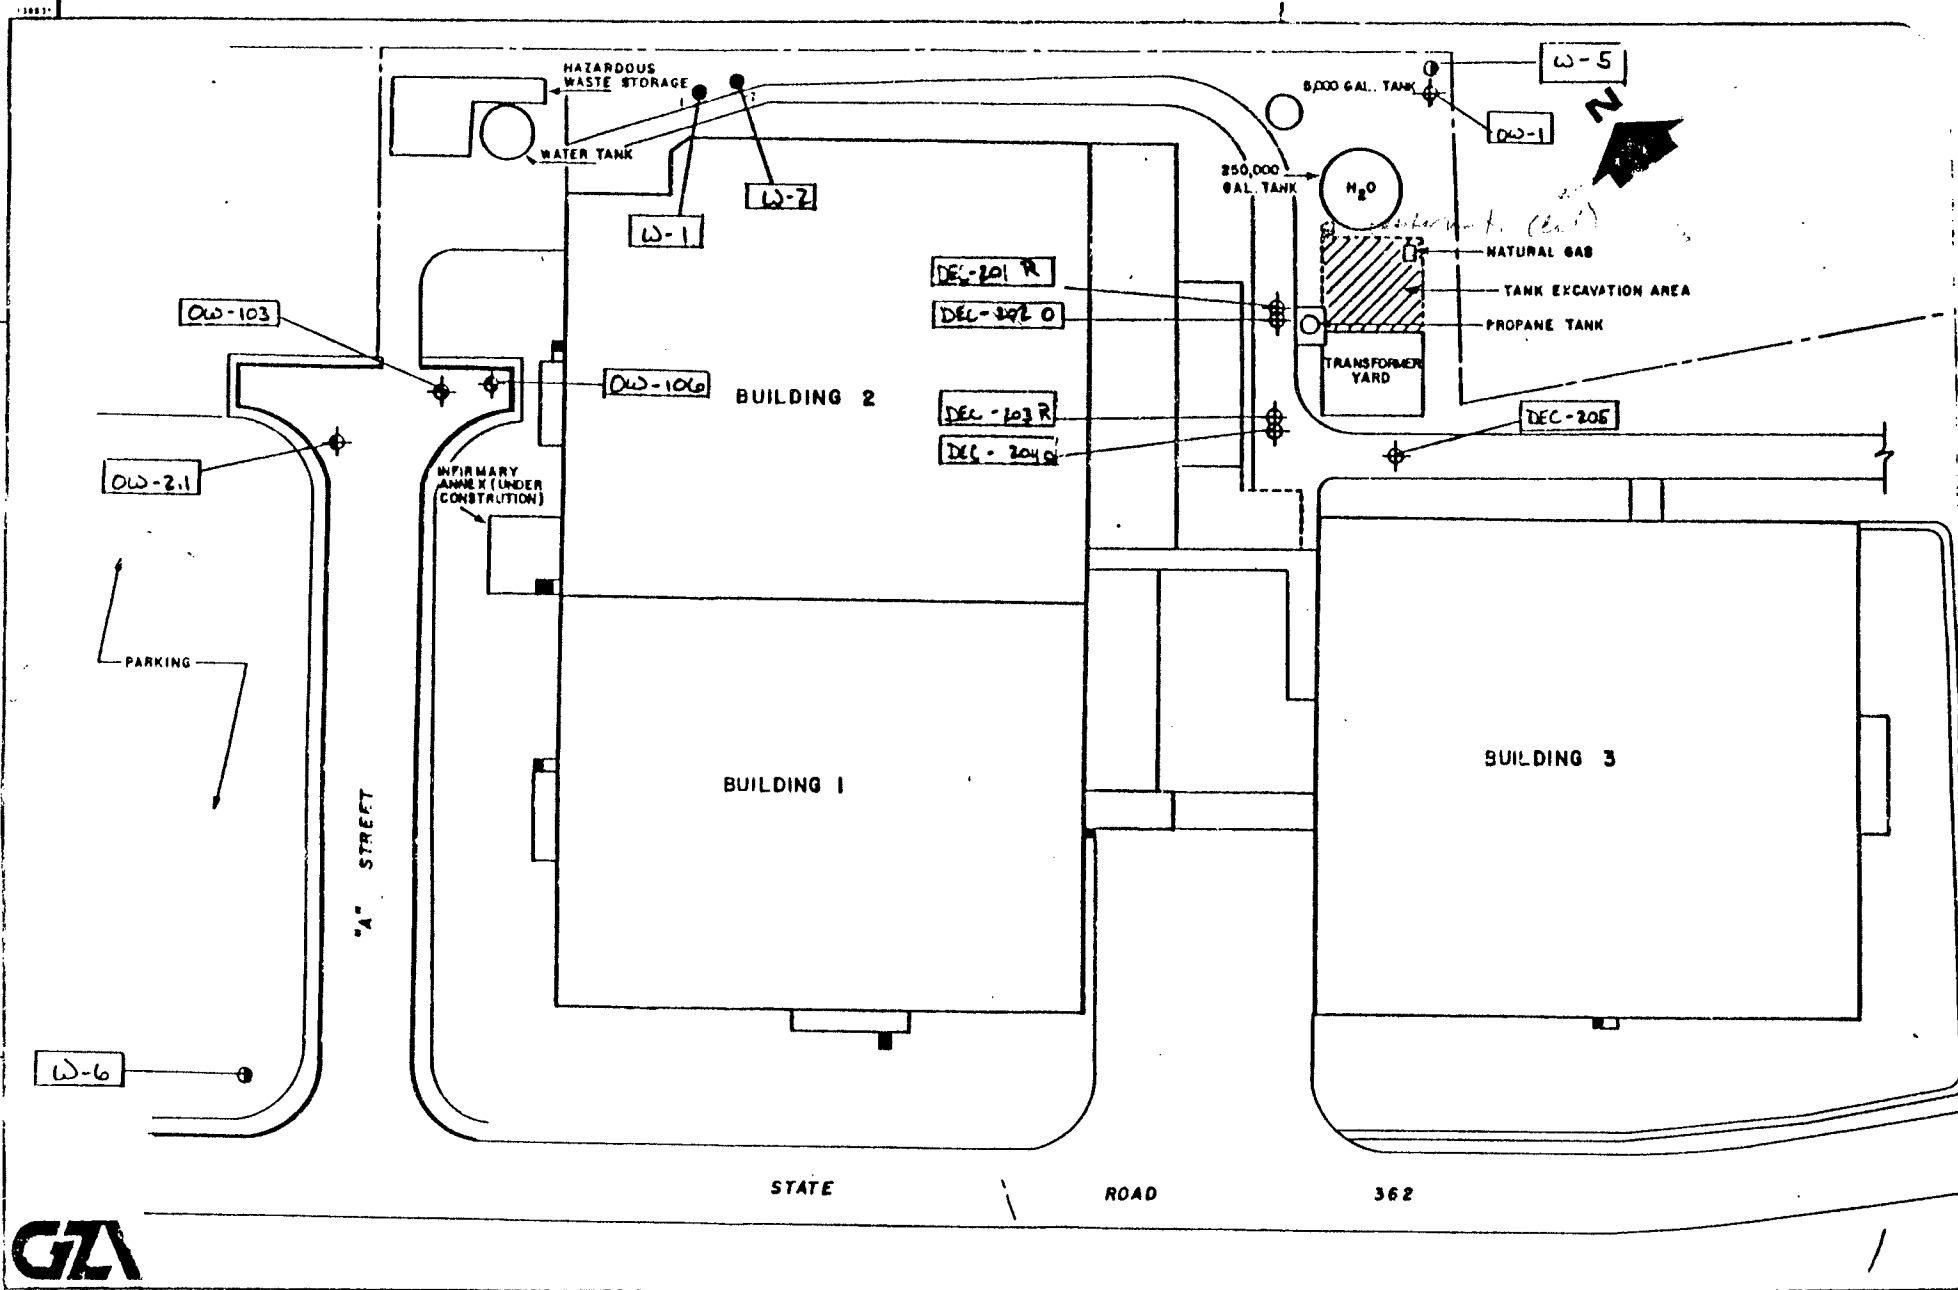 HAZARDOUS
WASTE STORAGE
WATER TANK
W-1
W-2
W-5
5,000 GAL. TANK
OW-1
N
250,000
GAL. TANK
H2O
NATURAL GAS
TANK EXCAVATION AREA
PROPANE TANK
TRANSFORMER
YARD
DEC-201 R
DEC-202 O
DEC-203 R
DEC-204 O
DEC-205
OW-103
OW-106
OW-2.1
BUILDING 2
INFIRMARY
ANNEX (UNDER
CONSTRUTION)
PARKING
"A" STREET
BUILDING 1
BUILDING 3
W-6
STATE ROAD 362
GZA